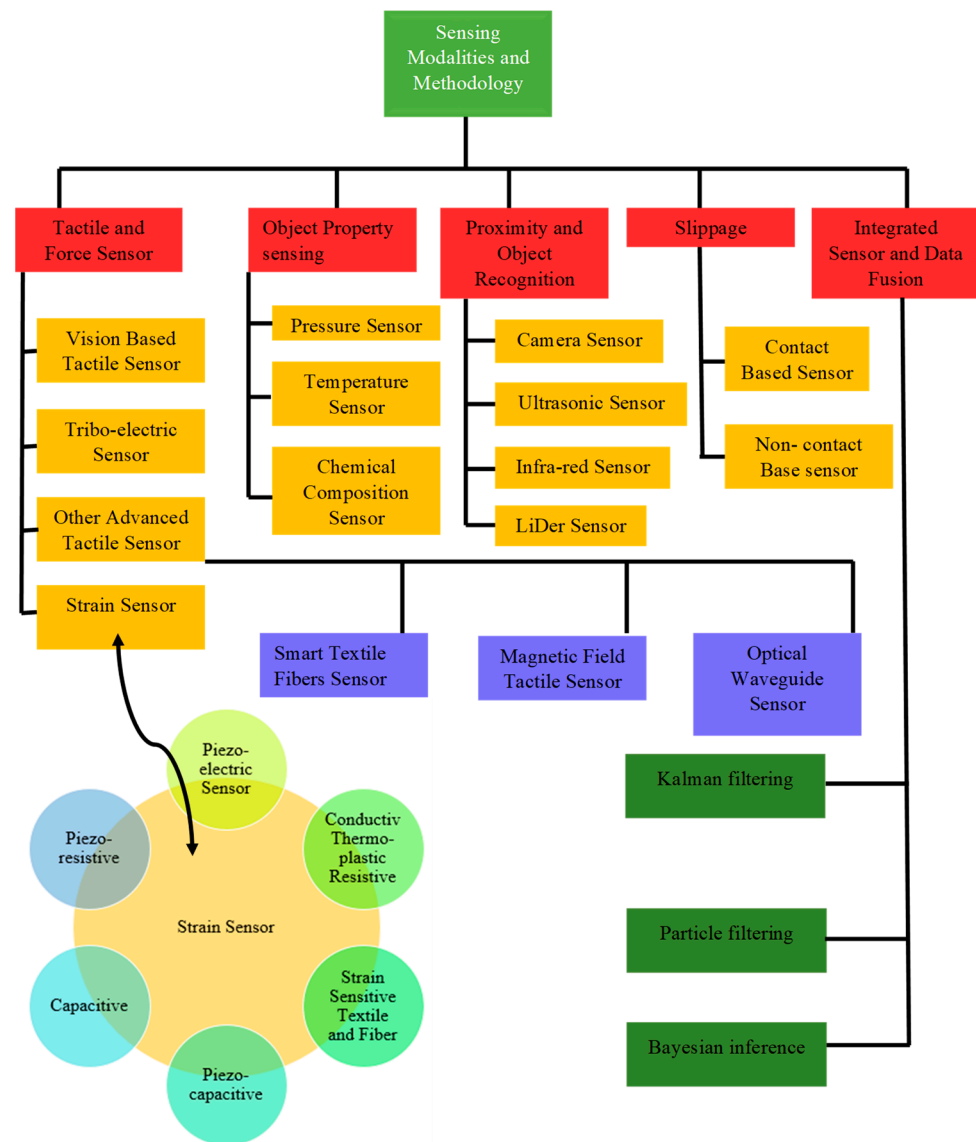 Sensing
Modalities and
Methodology
Tactile and
Force Sensor
Object Property
sensing
Proximity and
Object
Recognition
Slippage
Integrated
Sensor and Data
Fusion
Vision Based
Tactile Sensor
Tribo-electric
Sensor
Other Advanced
Tactile Sensor
Strain Sensor
Pressure Sensor
Temperature
Sensor
Chemical
Composition
Sensor
Camera Sensor
Ultrasonic Sensor
Infra-red Sensor
LiDer Sensor
Contact
Based Sensor
Non- contact
Base sensor
Smart Textile
Fibers Sensor
Magnetic Field
Tactile Sensor
Optical
Waveguide
Sensor
Kalman filtering
Particle filtering
Bayesian inference
Piezo-
electric
Sensor
Conductiv
Thermo-
plastic
Resistive
Strain
Sensitive
Textile
and Fiber
Piezo-
capacitive
Capacitive
Piezo-
resistive
Strain Sensor